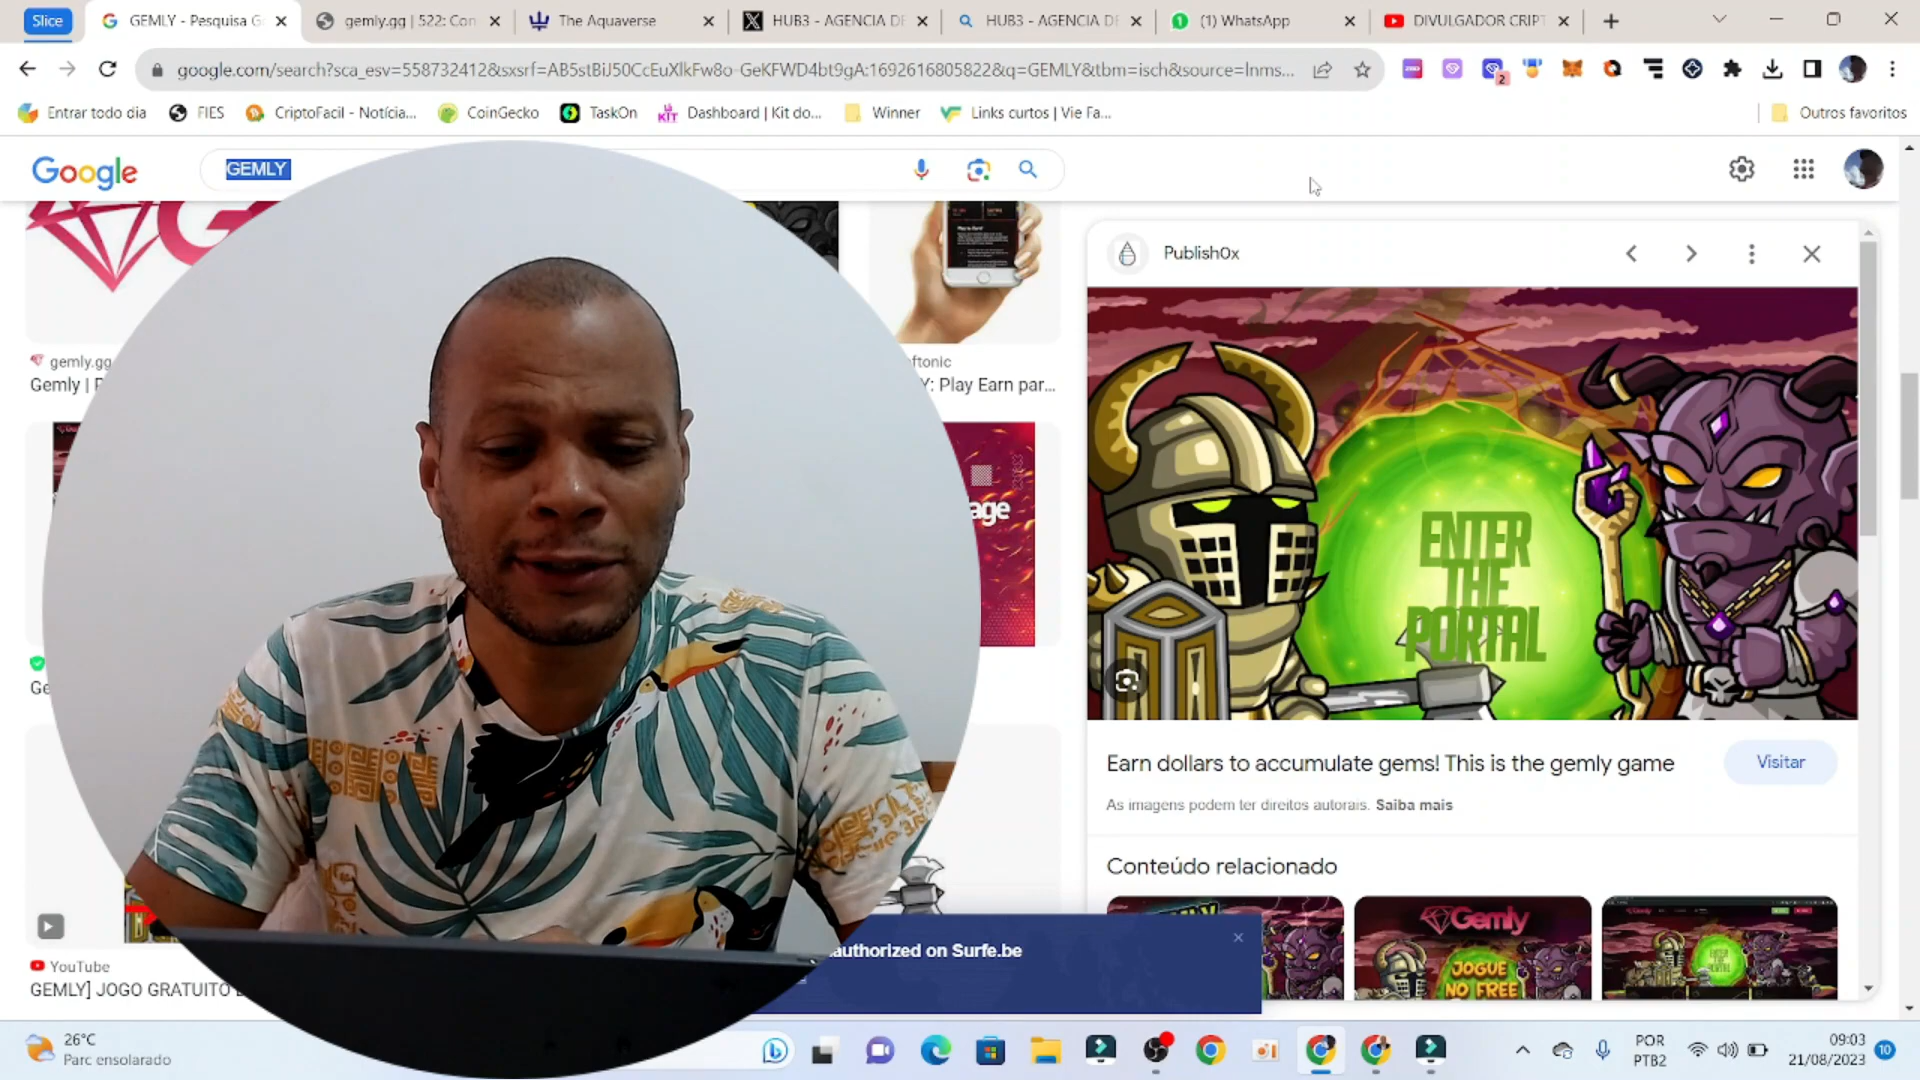 Slice
GEMLY - Pesquisa G
gemly.gg | 522: Con
The Aquaverse
HUB3 - AGENCIA DE
HUB3 - AGENCIA DE
(1) WhatsApp
DIVULGADOR CRIPT
google.com/search?sca_esv=558732412&sxsrf=AB5stBiJ50CcEuXlkFw8o-GeKFWD4bt9gA:1692616805822&q=GEMLY&tbm=isch&source=lnms...
2
Entrar todo dia
FIES
CriptoFacil - Notícia...
CoinGecko
TaskOn
Dashboard | Kit do...
Winner
Links curtos | Vie Fa...
Outros favoritos
Google
GEMLY
Publish0x
gemly.gg
Gemly | P
oftonic
Y: Play Earn par...
age
ENTER
THE
PORTAL
Ge
Earn dollars to accumulate gems! This is the gemly game
Visitar
As imagens podem ter direitos autorais. Saiba mais
Conteúdo relacionado
Gemly
JOGUE
NO FREE
authorized on Surfe.be
YouTube
GEMLY] JOGO GRATUITO
26°C
Parc ensolarado
POR
PTB2
09:03
21/08/2023
10